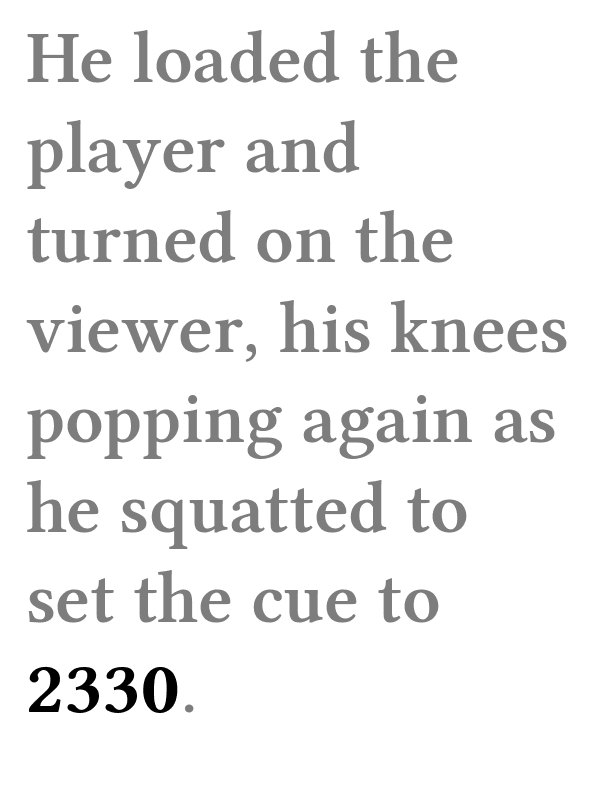 He loaded the
player and
turned on the
viewer, his knees
popping again as
he squatted to
set the cue to
2330.